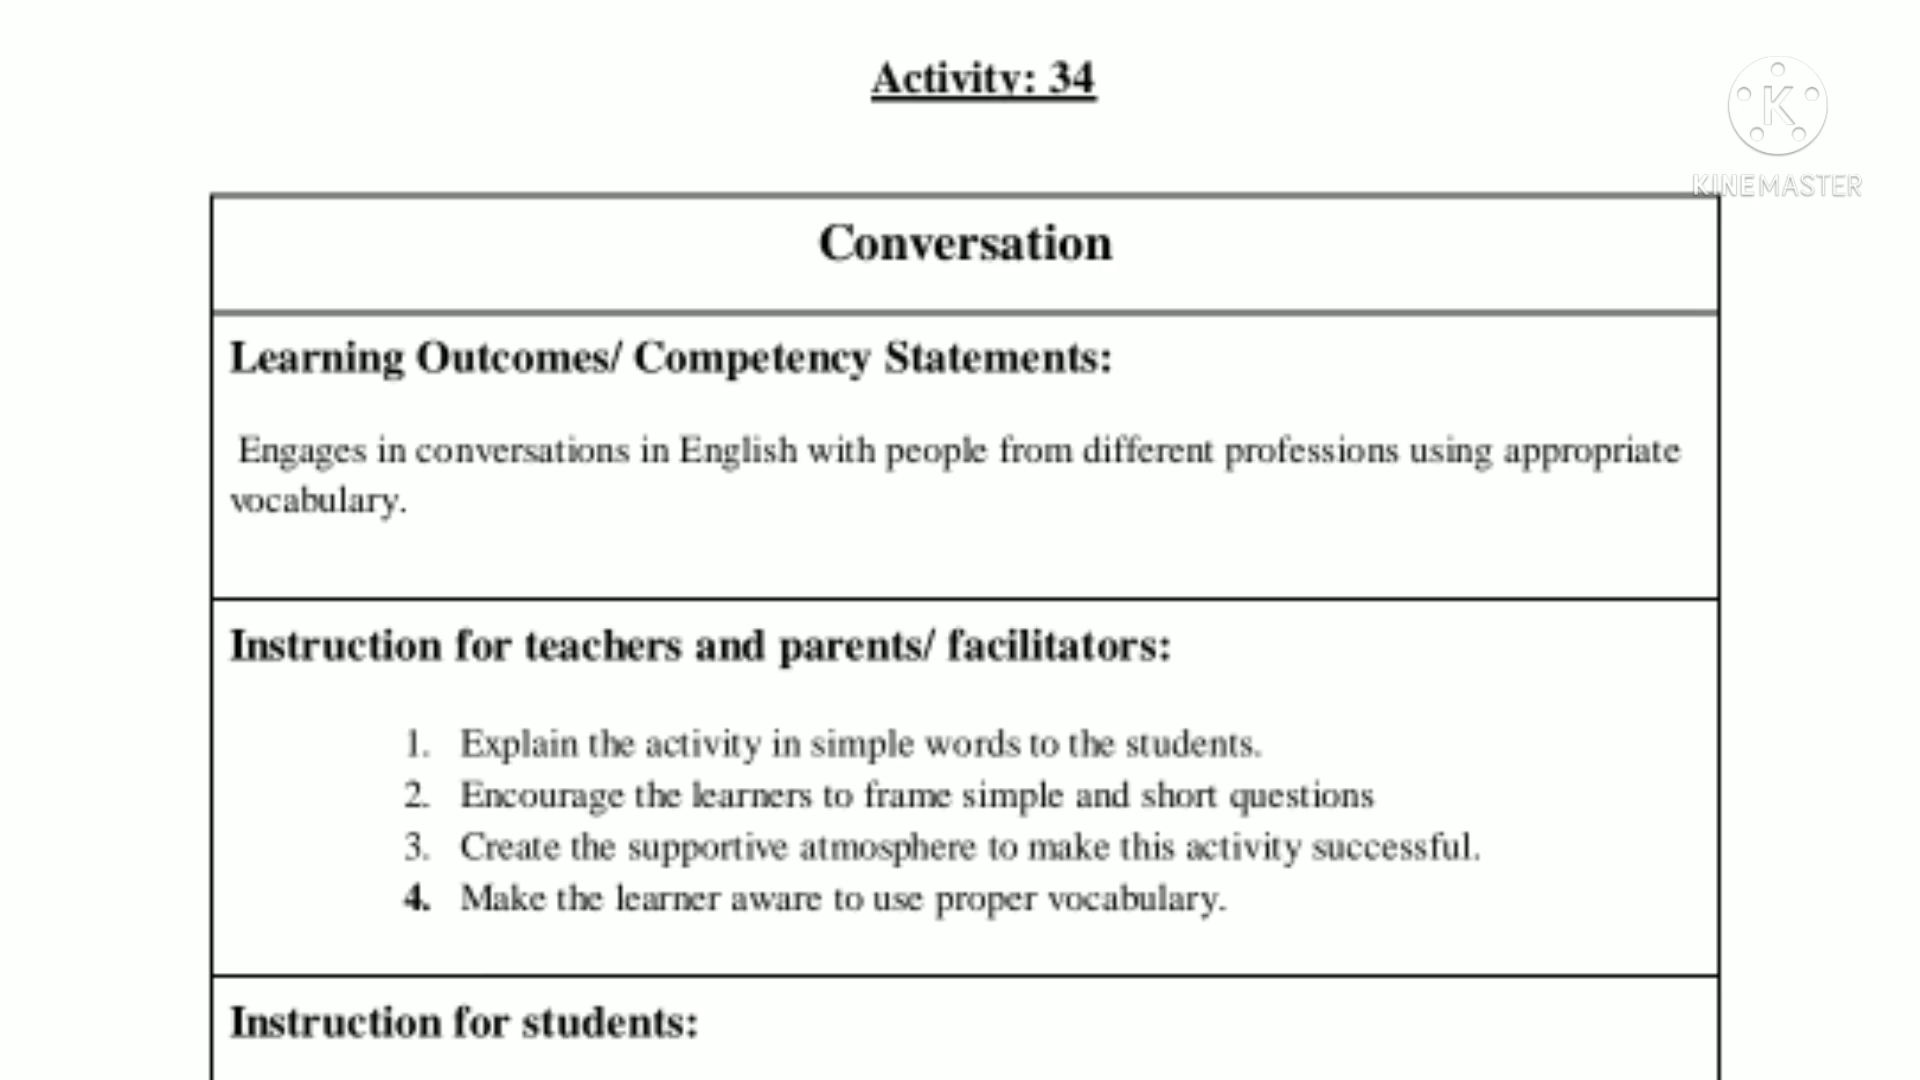 Activity: 34
K
KINEMASTER
Conversation
Learning Outcomes/ Competency Statements:
Engages in conversations in English with people from different professions using appropriate
vocabulary.
Instruction for teachers and parents/ facilitators:
1. Explain the activity in simple words to the students.
2. Encourage the learners to frame simple and short questions
3. Create the supportive atmosphere to make this activity successful.
4. Make the learner aware to use proper vocabulary.
Instruction for students: